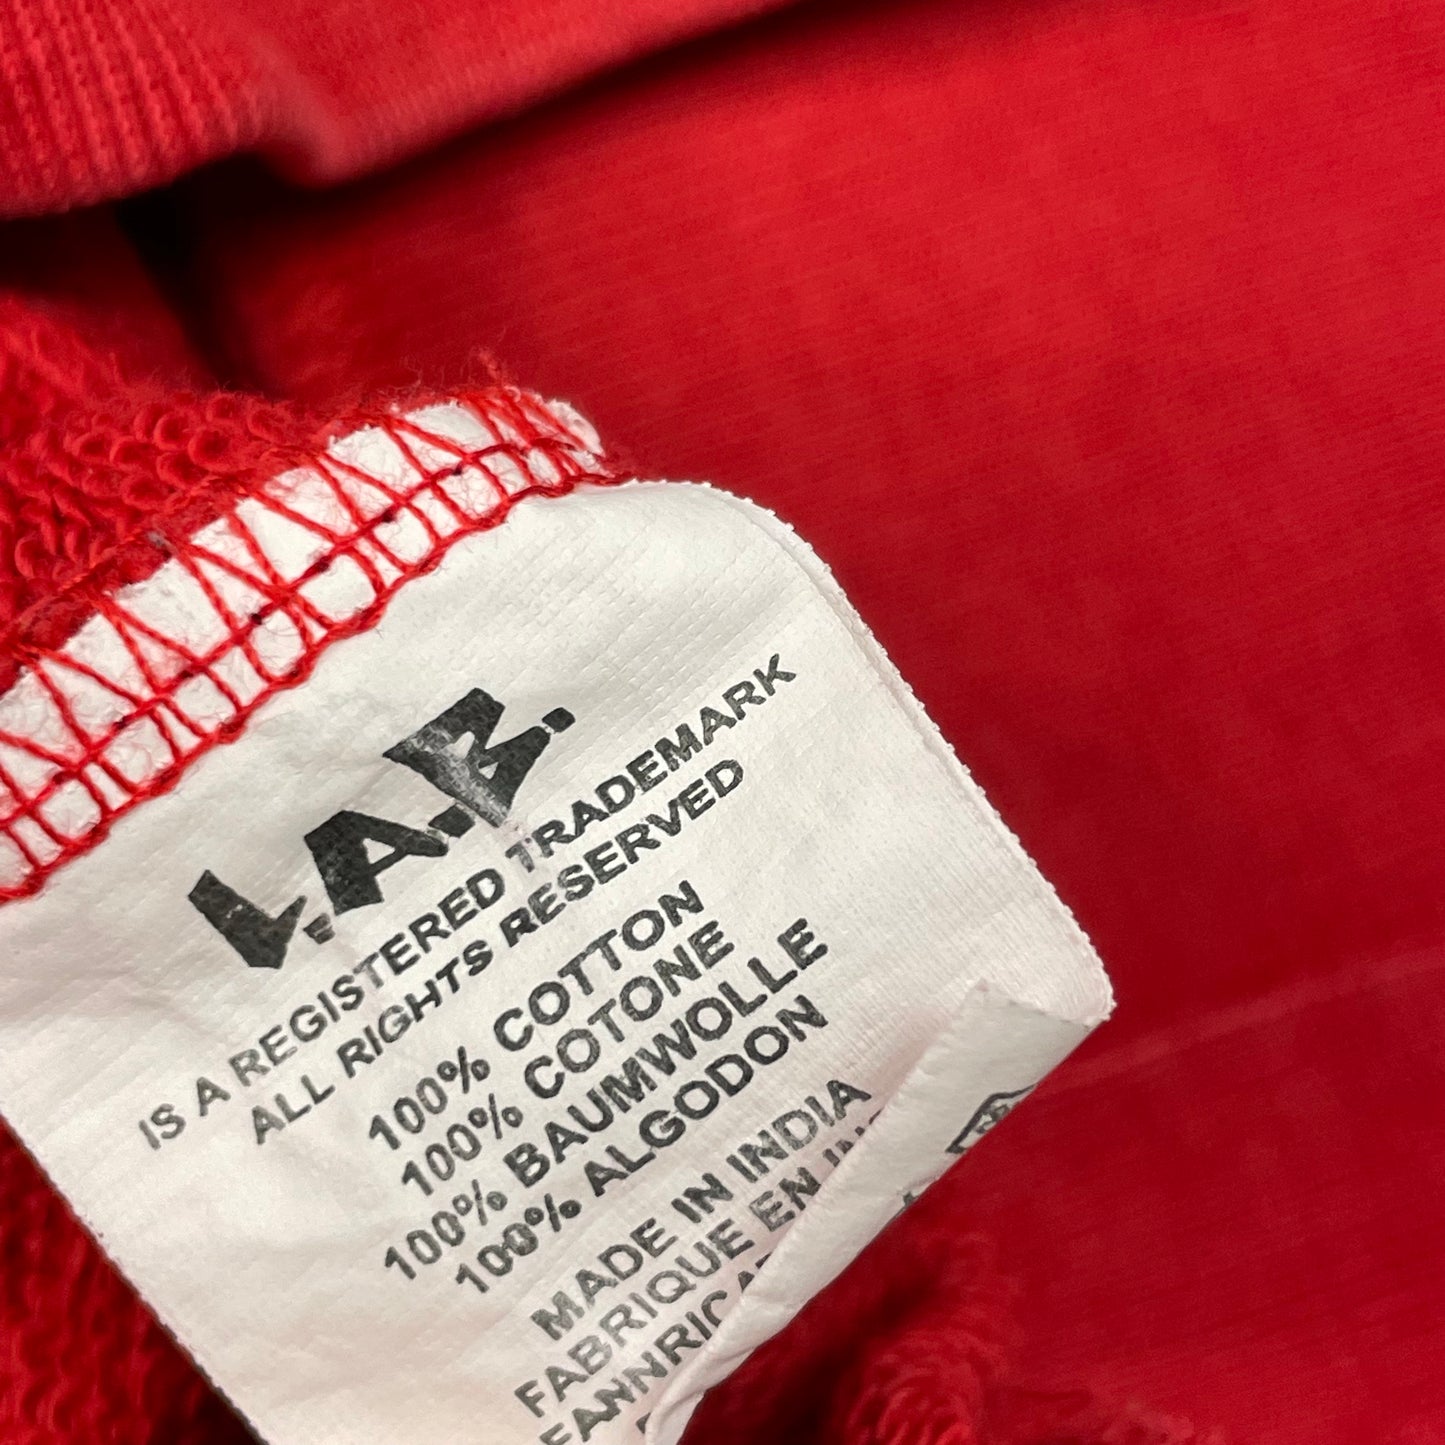 L.A.B.
IS A REGISTERED TRADEMARK
ALL RIGHTS RESERVED
100% COTTON
100% COTONE
100% BAUMWOLLE
100% ALGODON
MADE IN INDIA
FABRIQUE EN